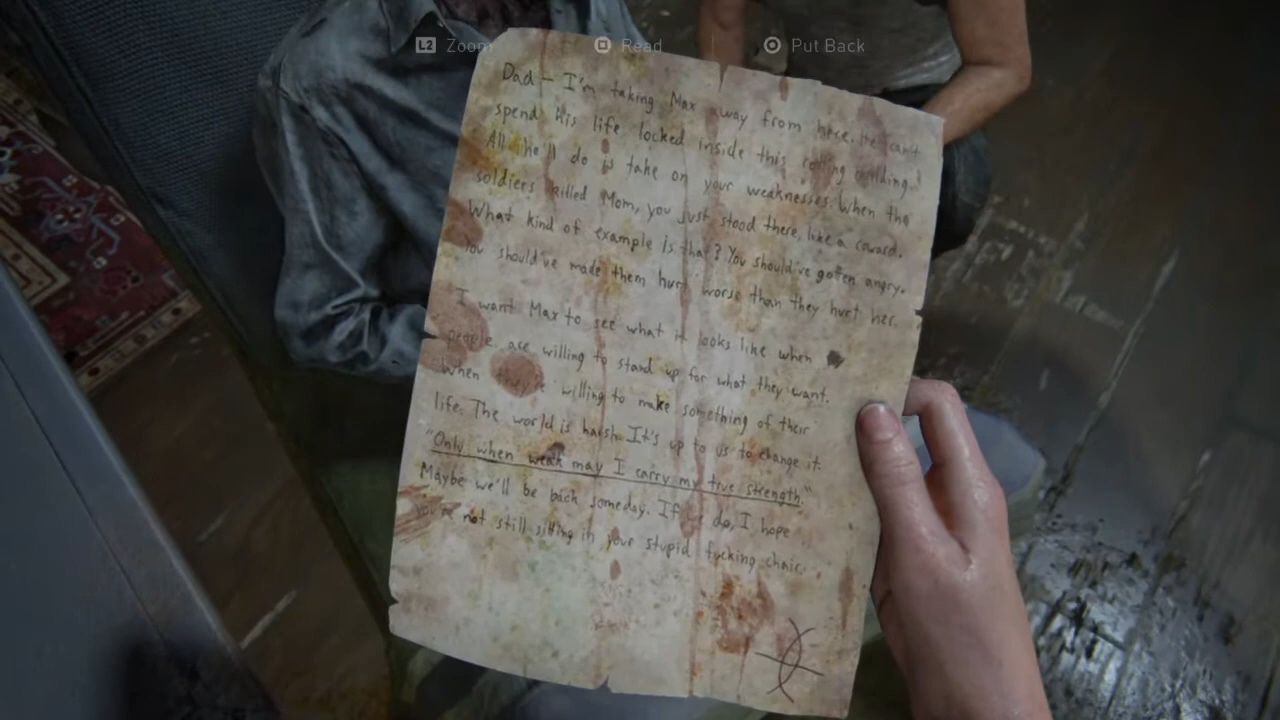 L2 Zoom
Read
Put Back
Dad — I'm taking Max away from here. He can't
spend his life locked inside this rotting building.
All he'll do is take on your weaknesses. When the
soldiers killed Mom, you just stood there, like a coward.
What kind of example is that? You should've gotten angry.
You should've made them hurt worse than they hurt her.
I want Max to see what it looks like when
people are willing to stand up for what they want.
When willing to make something of their
life. The world is harsh. It's up to us to change it.
"Only when weak may I carry my true strength."
Maybe we'll be back someday. If do, I hope
you're not still sitting in your stupid fucking chair.